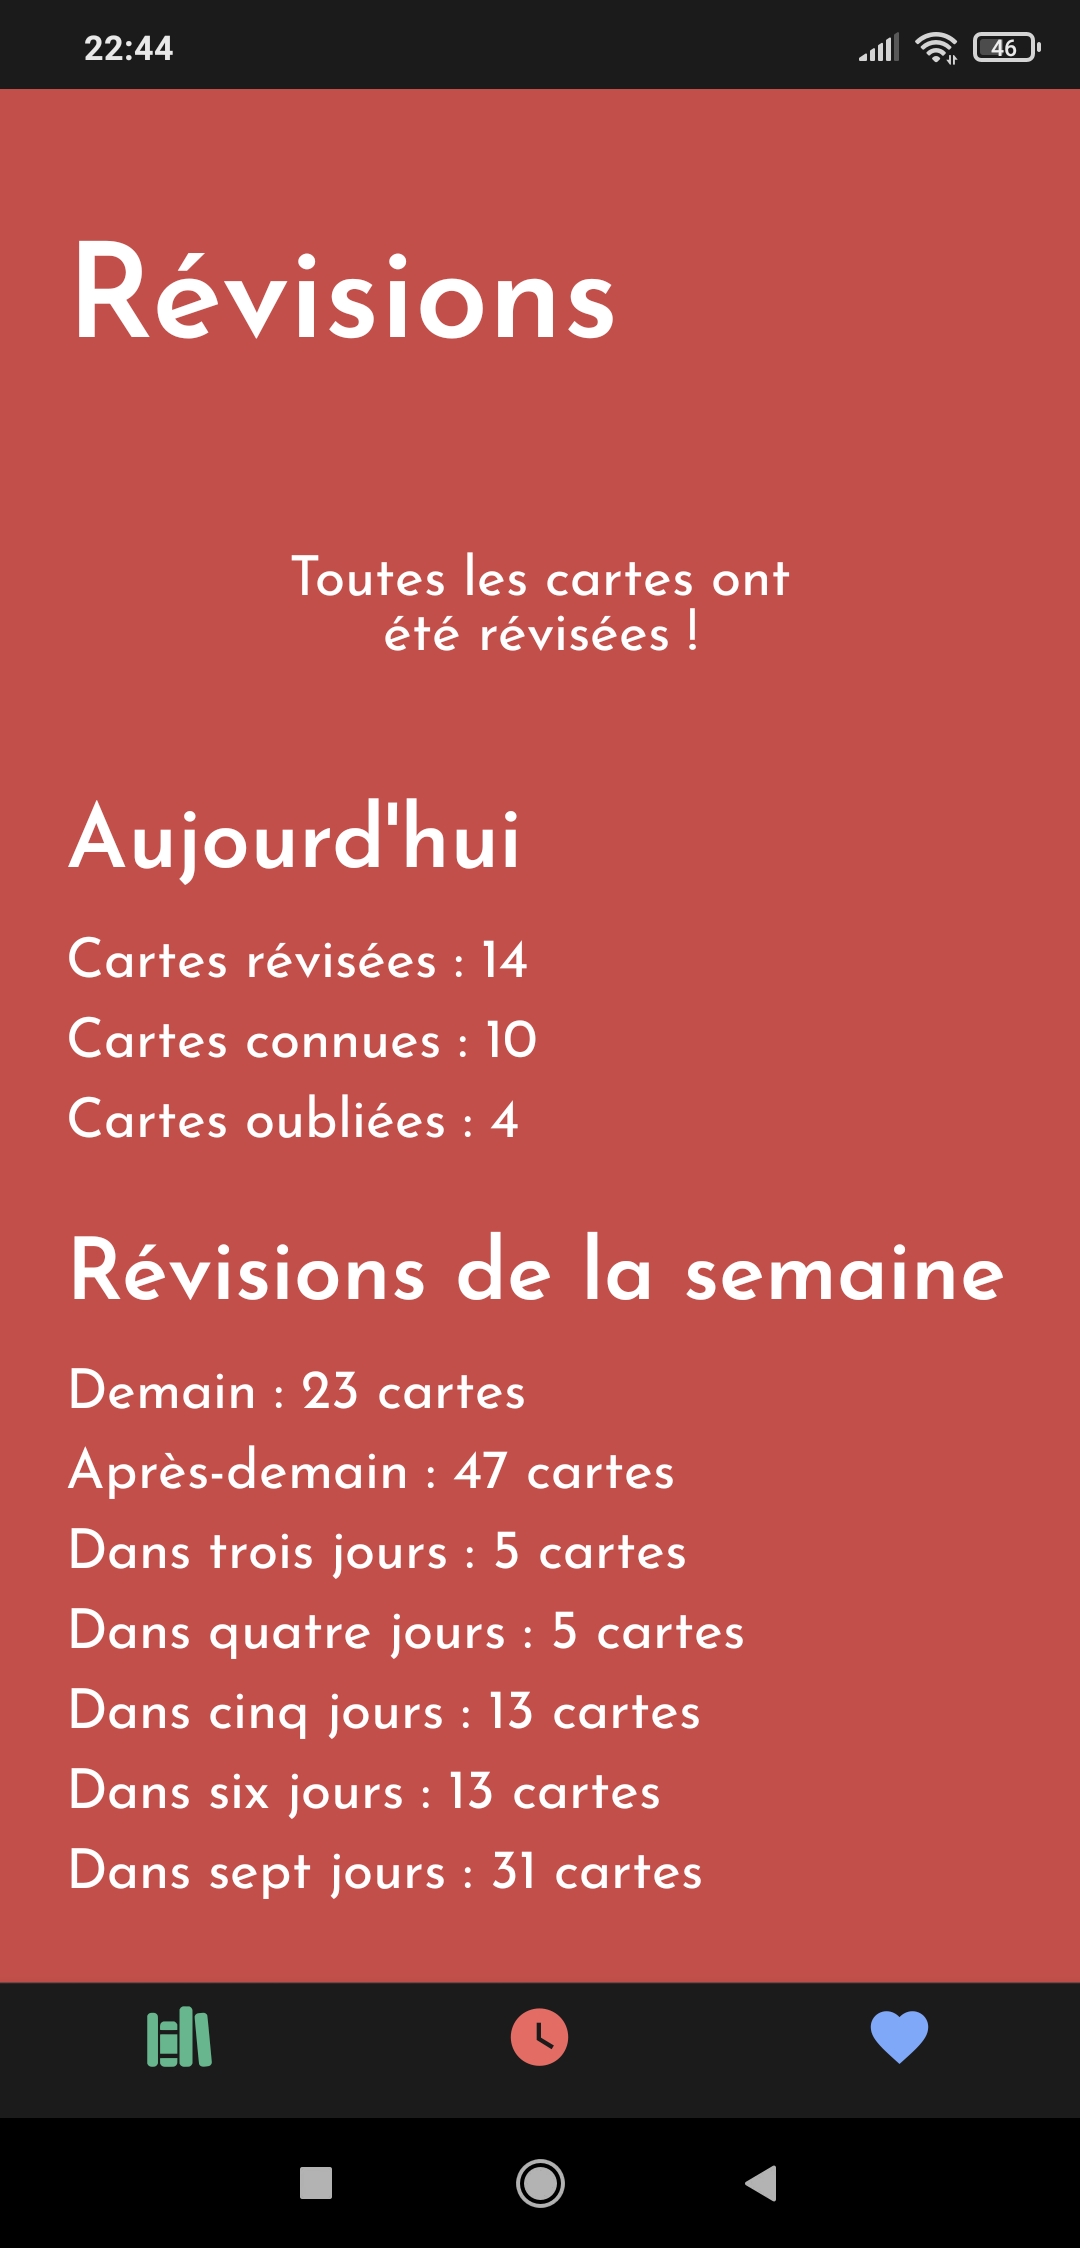 22:44
46
Révisions
Toutes les cartes ont
été révisées !
Aujourd'hui
Cartes révisées : 14
Cartes connues : 10
Cartes oubliées : 4
Révisions de la semaine
Demain : 23 cartes
Après-demain : 47 cartes
Dans trois jours : 5 cartes
Dans quatre jours : 5 cartes
Dans cinq jours : 13 cartes
Dans six jours : 13 cartes
Dans sept jours : 31 cartes